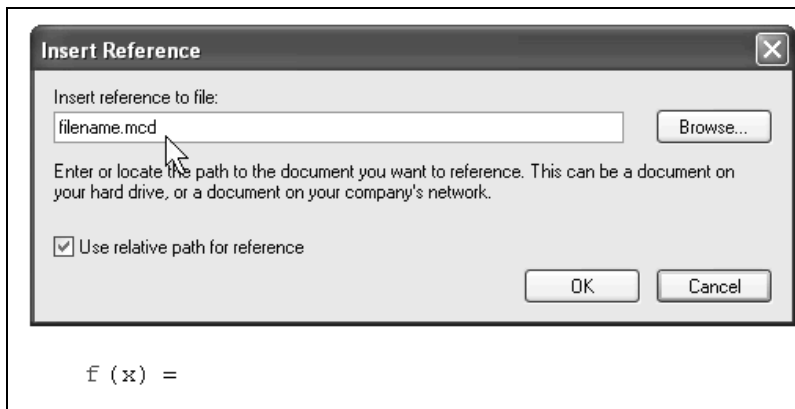 Insert Reference
Insert reference to file:
filename.mcd
Browse...
Enter or locate the path to the document you want to reference. This can be a document on
your hard drive, or a document on your company's network.
Use relative path for reference
OK
Cancel
f (x) =